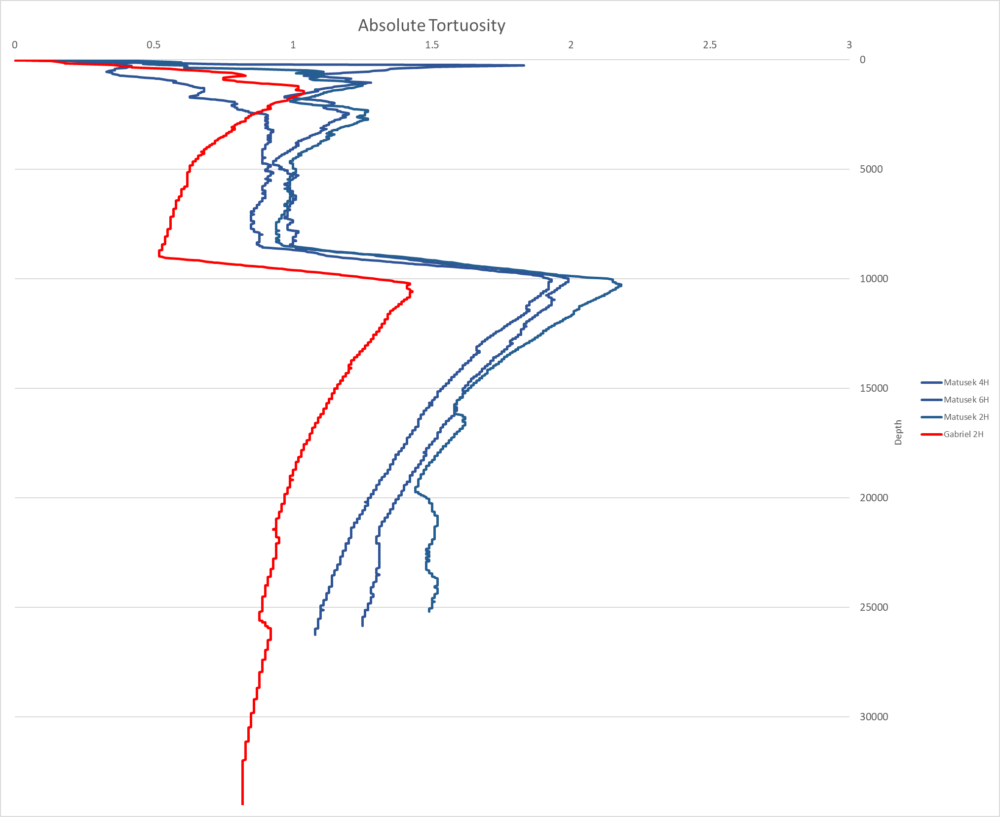 Absolute Tortuosity
0 0.5 1 1.5 2 2.5 3
0
5000
10000
15000
20000
25000
30000
Depth
Matusek 4H
Matusek 6H
Matusek 2H
Gabriel 2H